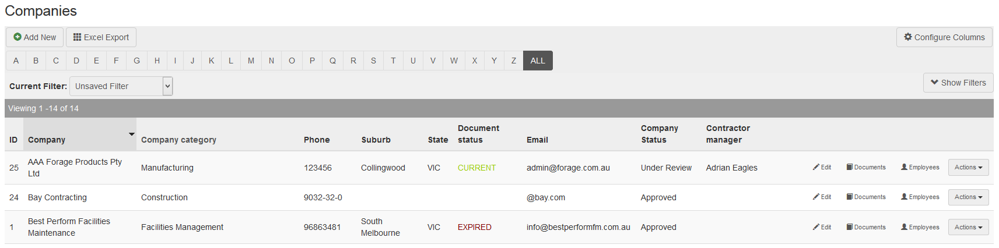 Companies
Add New Excel Export Configure Columns
A B C D E F G H I J K L M N O P Q R S T U V W X Y Z ALL
Current Filter: Unsaved Filter Show Filters
Viewing 1 -14 of 14
ID Company Company category Phone Suburb State Document status Email Company Status Contractor manager
25 AAA Forage Products Pty Ltd Manufacturing 123456 Collingwood VIC CURRENT admin@forage.com.au Under Review Adrian Eagles Edit Documents Employees Actions
24 Bay Contracting Construction 9032-32-0 @bay.com Approved Edit Documents Employees Actions
1 Best Perform Facilities Maintenance Facilities Management 96863481 South Melbourne VIC EXPIRED info@bestperformfm.com.au Approved Edit Documents Employees Actions